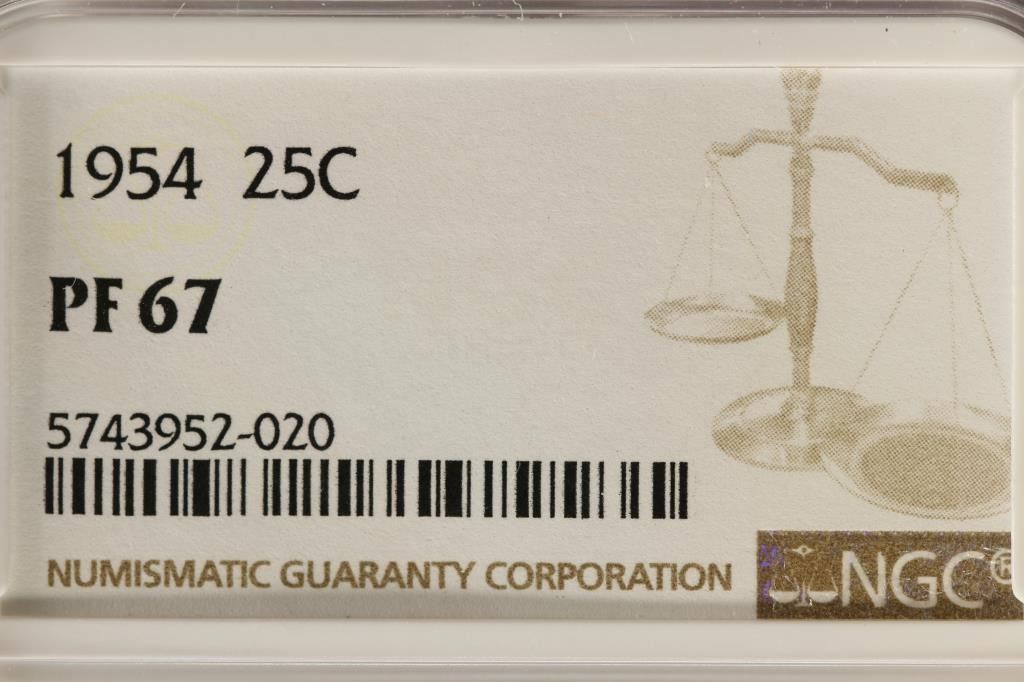 1954 25C
PF 67
5743952-020
NUMISMATIC GUARANTY CORPORATION
NGC®